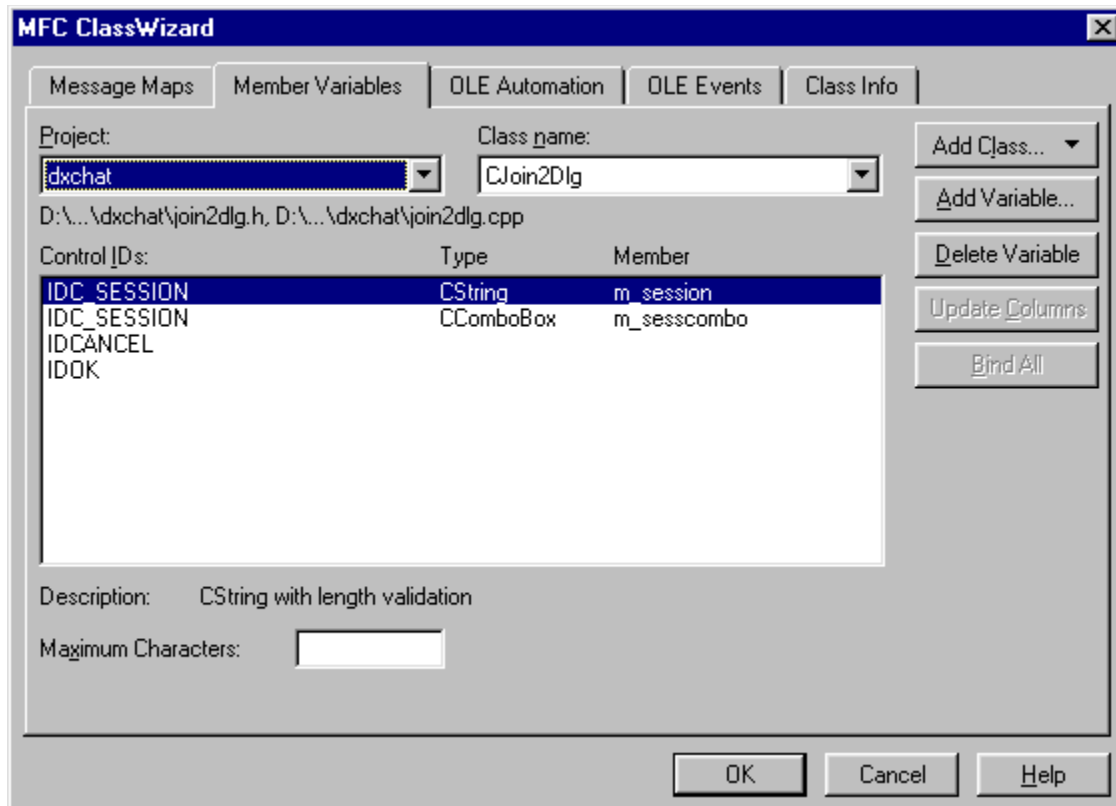 MFC ClassWizard
Message Maps Member Variables OLE Automation OLE Events Class Info
Project: Class name:
dxchat CJoin2Dlg
Add Class...
D:\...\dxchat\join2dlg.h, D:\...\dxchat\join2dlg.cpp
Add Variable...
Control IDs: Type Member
Delete Variable
IDC_SESSION CString m_session
IDC_SESSION CComboBox m_sesscombo
Update Columns
IDCANCEL
IDOK
Bind All
Description: CString with length validation
Maximum Characters:
OK Cancel Help